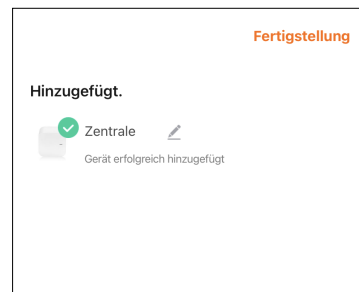 Fertigstellung
Hinzugefügt.
Zentrale
Gerät erfolgreich hinzugefügt